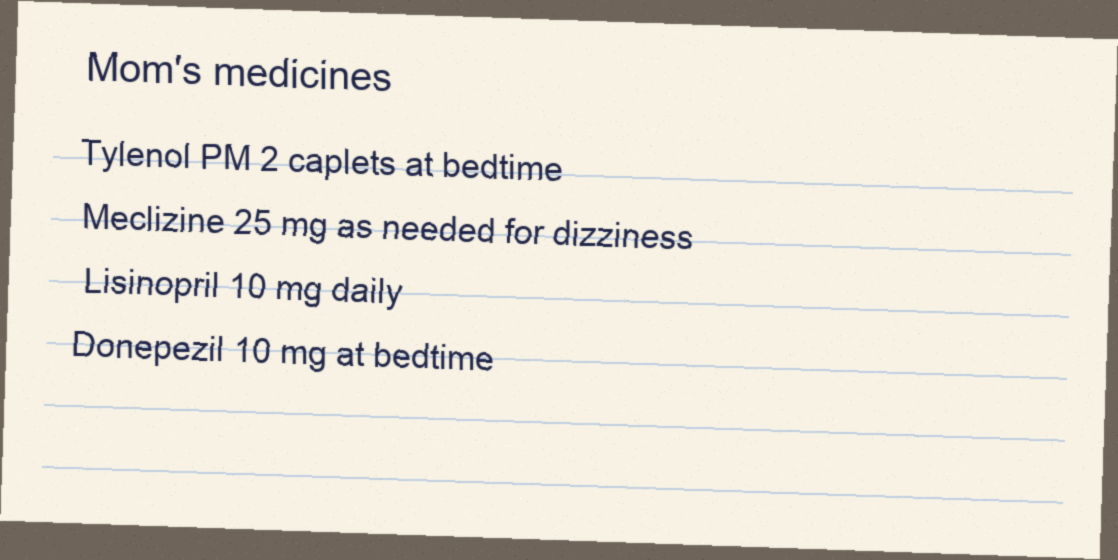 Mom's medicines
Tylenol PM 2 caplets at bedtime
Meclizine 25 mg as needed for dizziness
Lisinopril 10 mg daily
Donepezil 10 mg at bedtime